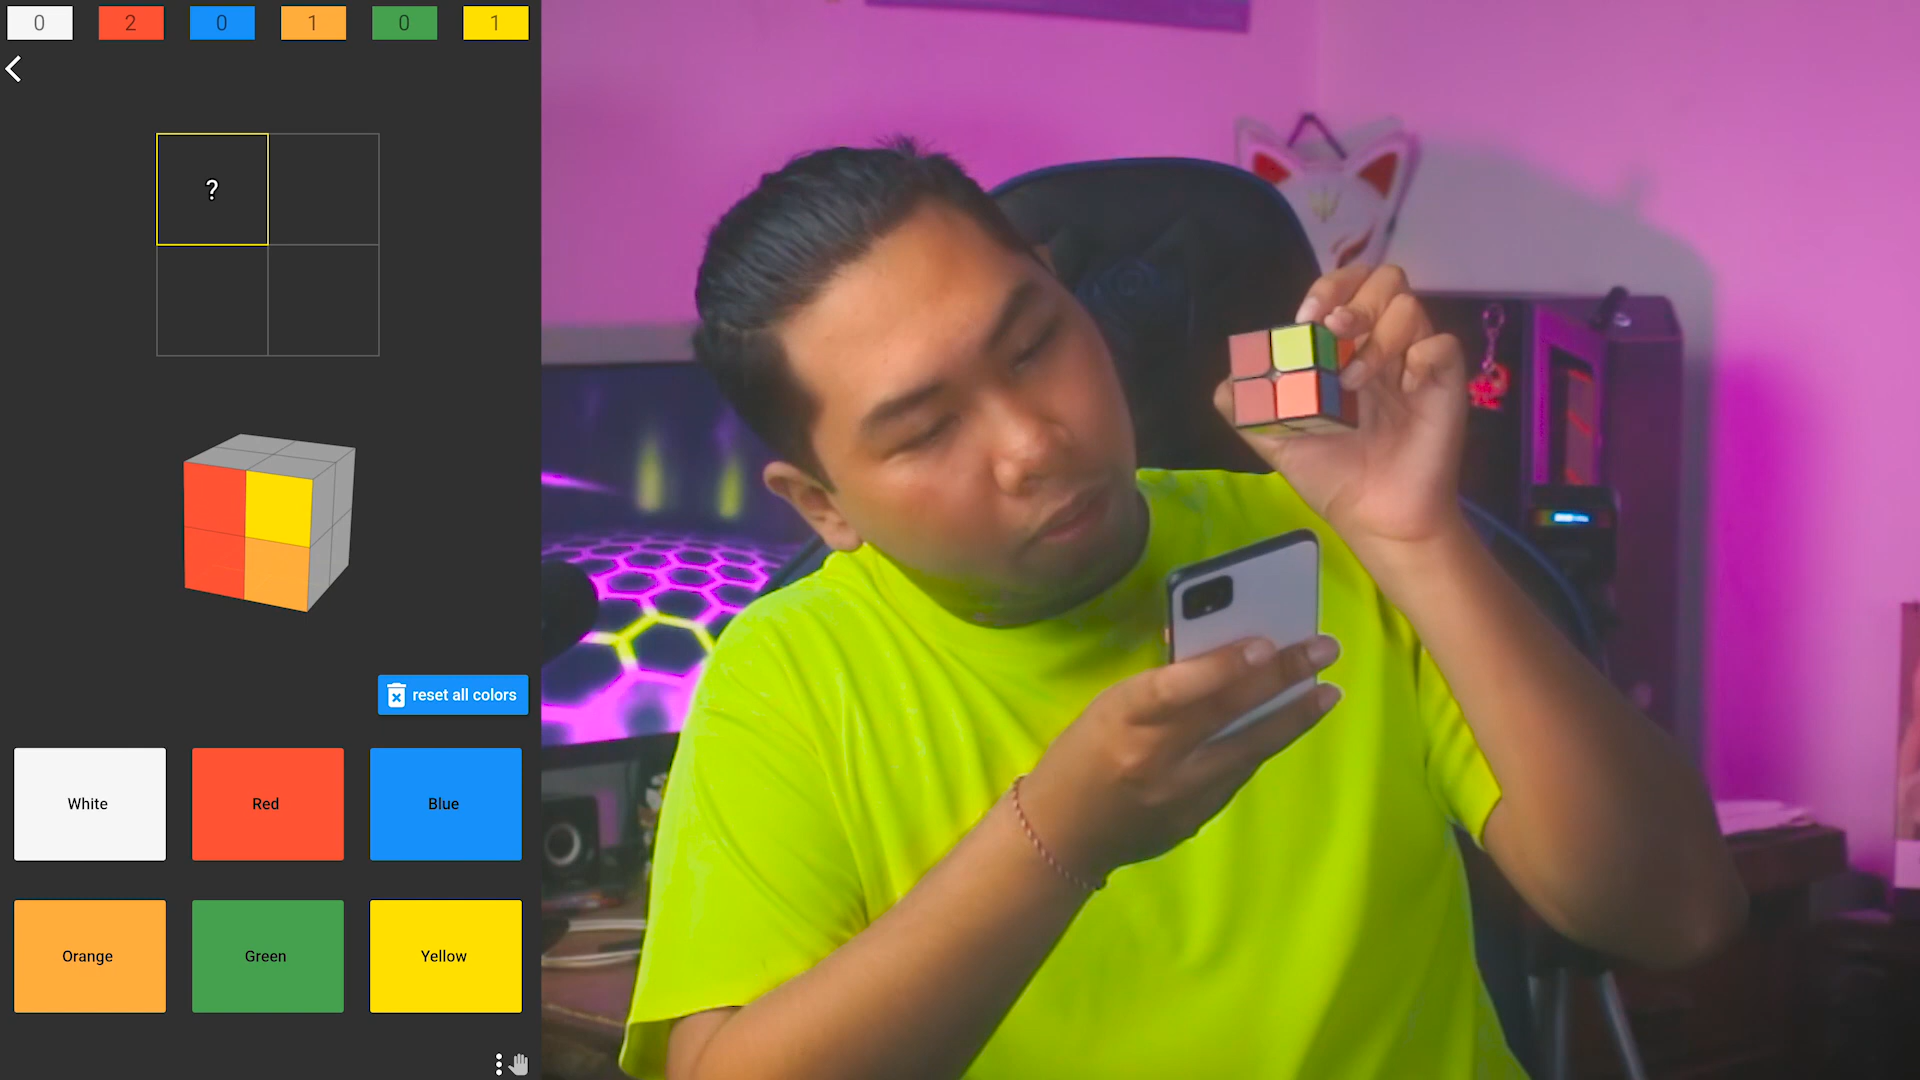 0 2 0 1 0 1
?
reset all colors
White Red Blue
Orange Green Yellow